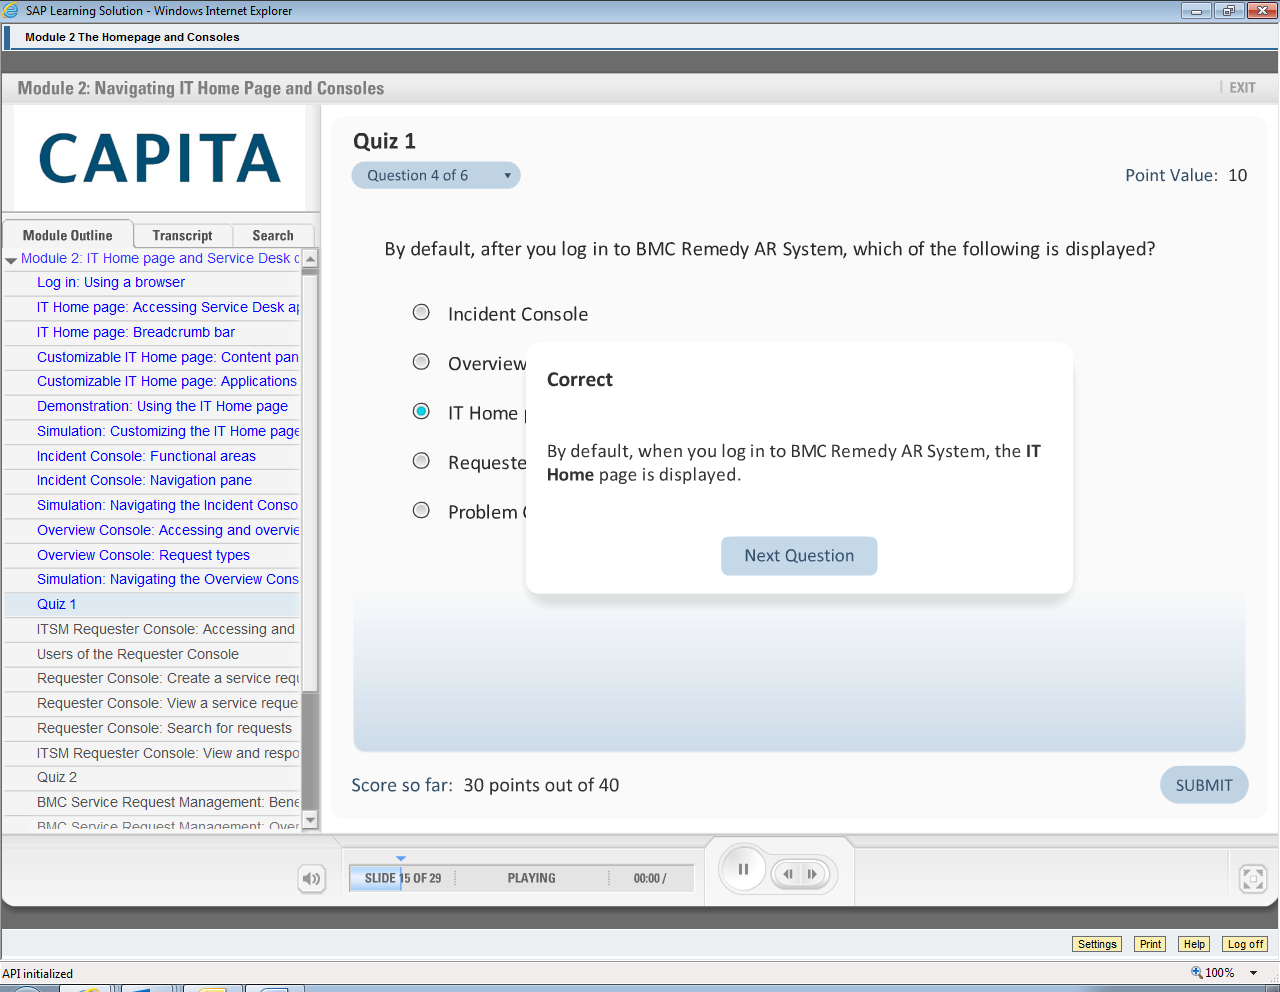 SAP Learning Solution - Windows Internet Explorer
Module 2 The Homepage and Consoles
Module 2: Navigating IT Home Page and Consoles
EXIT
CAPITA
Module Outline
Transcript
Search
Module 2: IT Home page and Service Desk c
Log in: Using a browser
IT Home page: Accessing Service Desk ap
IT Home page: Breadcrumb bar
Customizable IT Home page: Content pan
Customizable IT Home page: Applications
Demonstration: Using the IT Home page
Simulation: Customizing the IT Home page
Incident Console: Functional areas
Incident Console: Navigation pane
Simulation: Navigating the Incident Conso
Overview Console: Accessing and overvie
Overview Console: Request types
Simulation: Navigating the Overview Cons
Quiz 1
ITSM Requester Console: Accessing and
Users of the Requester Console
Requester Console: Create a service requ
Requester Console: View a service reque
Requester Console: Search for requests
ITSM Requester Console: View and respo
Quiz 2
BMC Service Request Management: Bene
BMC Service Request Management: Over
Quiz 1
Question 4 of 6
Point Value: 10
By default, after you log in to BMC Remedy AR System, which of the following is displayed?
Incident Console
Overview
IT Home p
Requeste
Problem C
Correct
By default, when you log in to BMC Remedy AR System, the IT
Home page is displayed.
Next Question
Score so far: 30 points out of 40
SUBMIT
SLIDE 15 OF 29
PLAYING
00:00 /
Settings
Print
Help
Log off
API initialized
100%